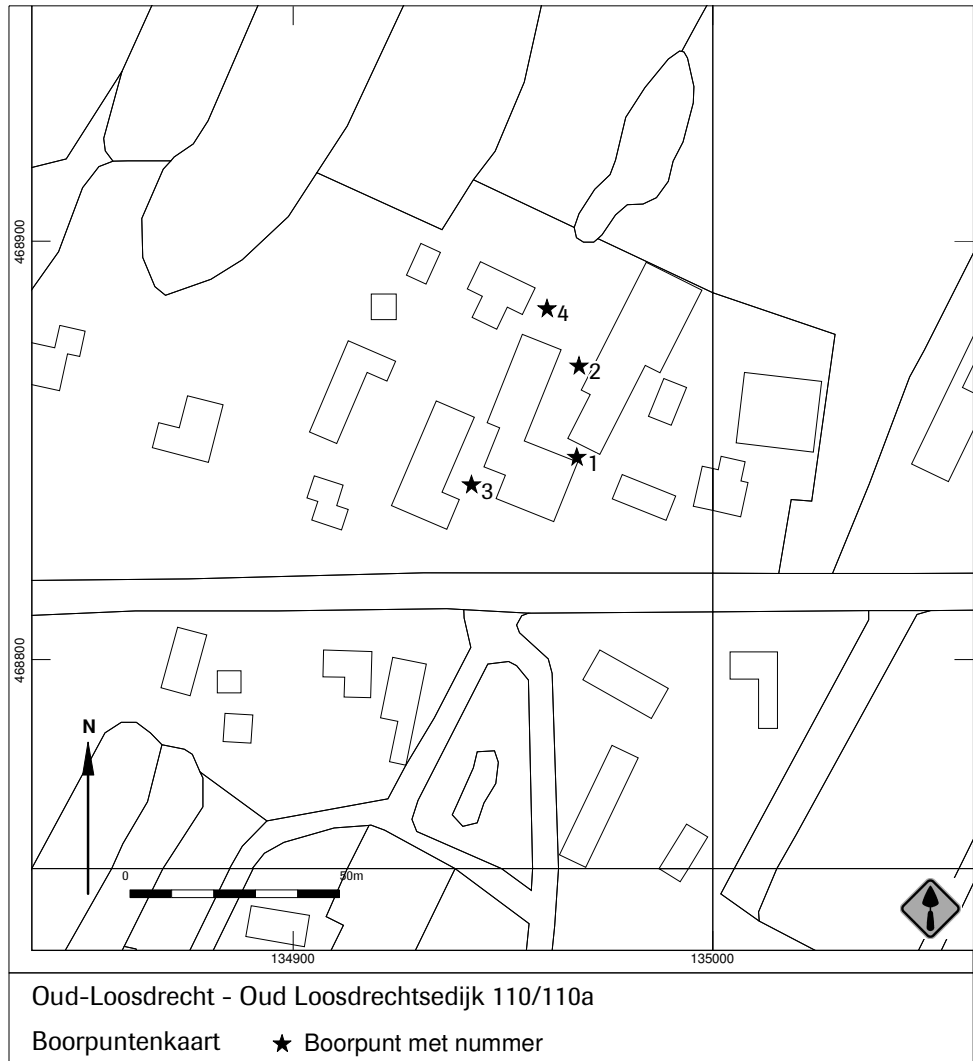 468900
4
2
1
3
468800
N
0
50m
134900
135000
Oud-Loosdrecht - Oud Loosdrechtsedijk 110/110a
Boorpuntenkaart ★ Boorpunt met nummer